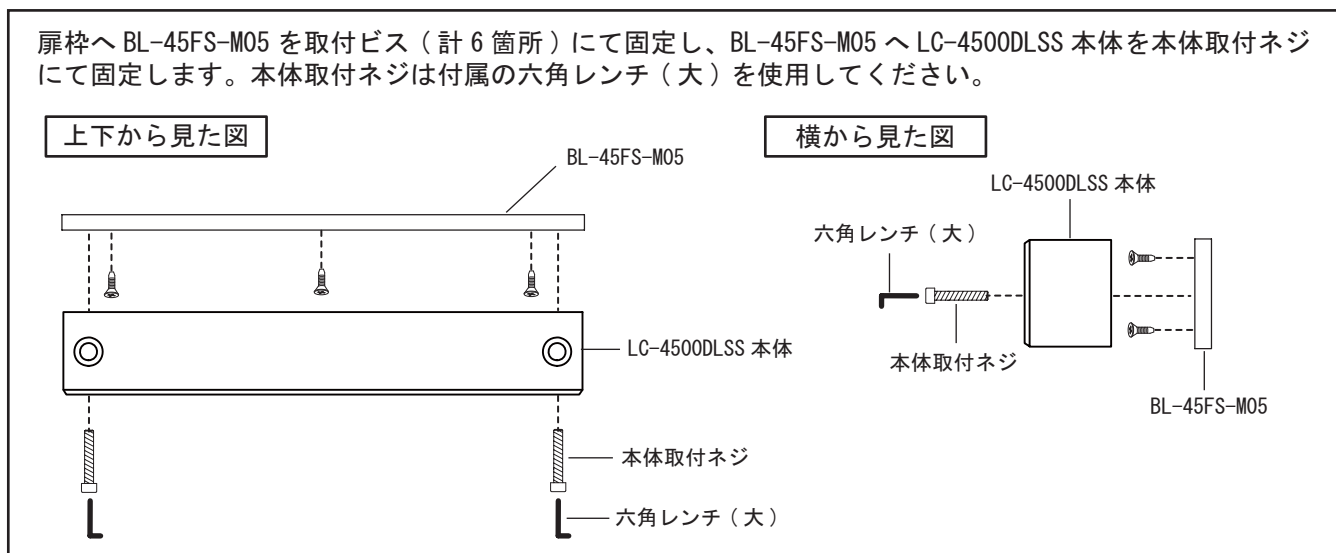 扉枠へ BL-45FS-M05 を取付ビス ( 計 6 箇所 ) にて固定し、BL-45FS-M05 へ LC-4500DLSS 本体を本体取付ネジ
にて固定します。本体取付ネジは付属の六角レンチ ( 大 ) を使用してください。
上下から見た図
BL-45FS-M05
LC-4500DLSS 本体
本体取付ネジ
六角レンチ ( 大 )
横から見た図
LC-4500DLSS 本体
六角レンチ ( 大 )
本体取付ネジ
BL-45FS-M05